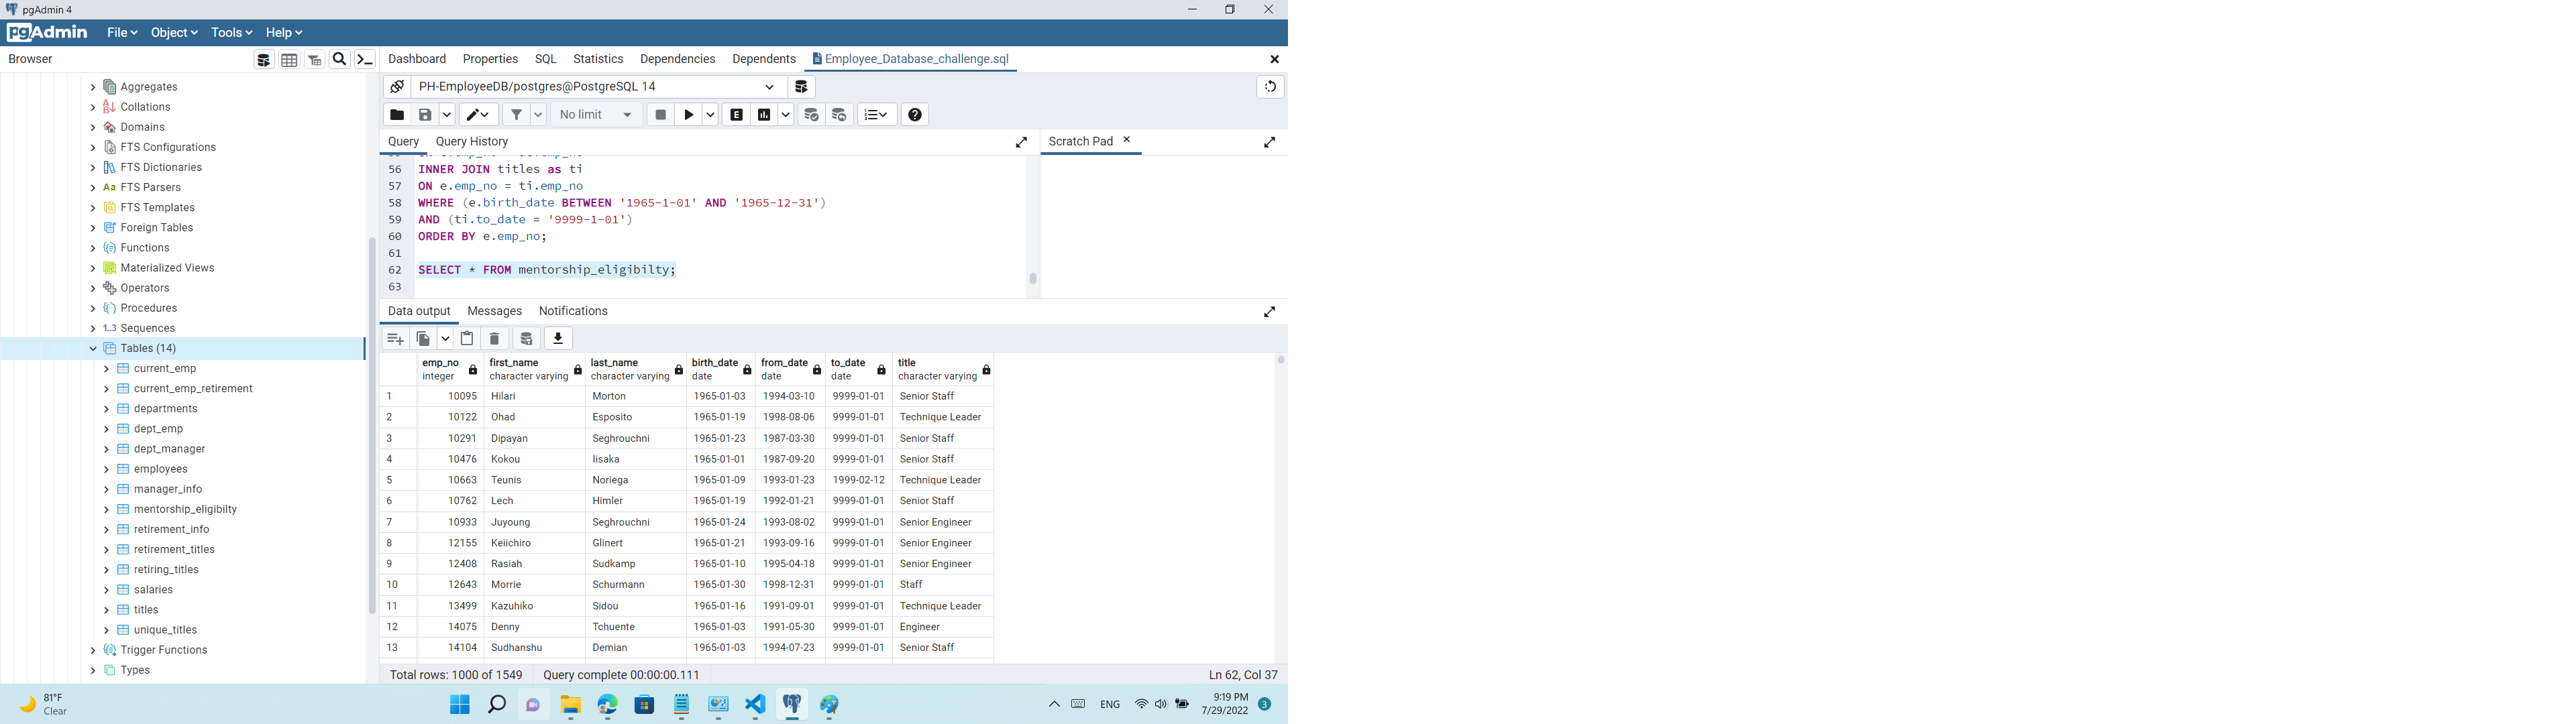 pgAdmin 4
pgAdmin File Object Tools Help
Browser
Dashboard Properties SQL Statistics Dependencies Dependents Employee_Database_challenge.sql
PH-EmployeeDB/postgres@PostgreSQL 14
No limit
Query Query History
Scratch Pad
Aggregates
Collations
Domains
FTS Configurations
FTS Dictionaries
Aa FTS Parsers
FTS Templates
Foreign Tables
Functions
Materialized Views
Operators
Procedures
1..3 Sequences
Tables (14)
current_emp
current_emp_retirement
departments
dept_emp
dept_manager
employees
manager_info
mentorship_eligibilty
retirement_info
retirement_titles
retiring_titles
salaries
titles
unique_titles
Trigger Functions
Types
56 INNER JOIN titles as ti
57 ON e.emp_no = ti.emp_no
58 WHERE (e.birth_date BETWEEN '1965-1-01' AND '1965-12-31')
59 AND (ti.to_date = '9999-1-01')
60 ORDER BY e.emp_no;
61
62 SELECT * FROM mentorship_eligibilty;
63
Data output Messages Notifications
emp_no first_name last_name birth_date from_date to_date title
integer character varying character varying date date date character varying
1 10095 Hilari Morton 1965-01-03 1994-03-10 9999-01-01 Senior Staff
2 10122 Ohad Esposito 1965-01-19 1998-08-06 9999-01-01 Technique Leader
3 10291 Dipayan Seghrouchni 1965-01-23 1987-03-30 9999-01-01 Senior Staff
4 10476 Kokou Iisaka 1965-01-01 1987-09-20 9999-01-01 Senior Staff
5 10663 Teunis Noriega 1965-01-09 1993-01-23 1999-02-12 Technique Leader
6 10762 Lech Himler 1965-01-19 1992-01-21 9999-01-01 Senior Staff
7 10933 Juyoung Seghrouchni 1965-01-24 1993-08-02 9999-01-01 Senior Engineer
8 12155 Keiichiro Glinert 1965-01-21 1993-09-16 9999-01-01 Senior Engineer
9 12408 Rasiah Sudkamp 1965-01-10 1995-04-18 9999-01-01 Senior Engineer
10 12643 Morrie Schurmann 1965-01-30 1998-12-31 9999-01-01 Staff
11 13499 Kazuhiko Sidou 1965-01-16 1991-09-01 9999-01-01 Technique Leader
12 14075 Denny Tchuente 1965-01-03 1991-05-30 9999-01-01 Engineer
13 14104 Sudhanshu Demian 1965-01-03 1994-07-23 9999-01-01 Senior Staff
Total rows: 1000 of 1549 Query complete 00:00:00.111 Ln 62, Col 37
81°F
Clear
ENG
9:19 PM
7/29/2022
3